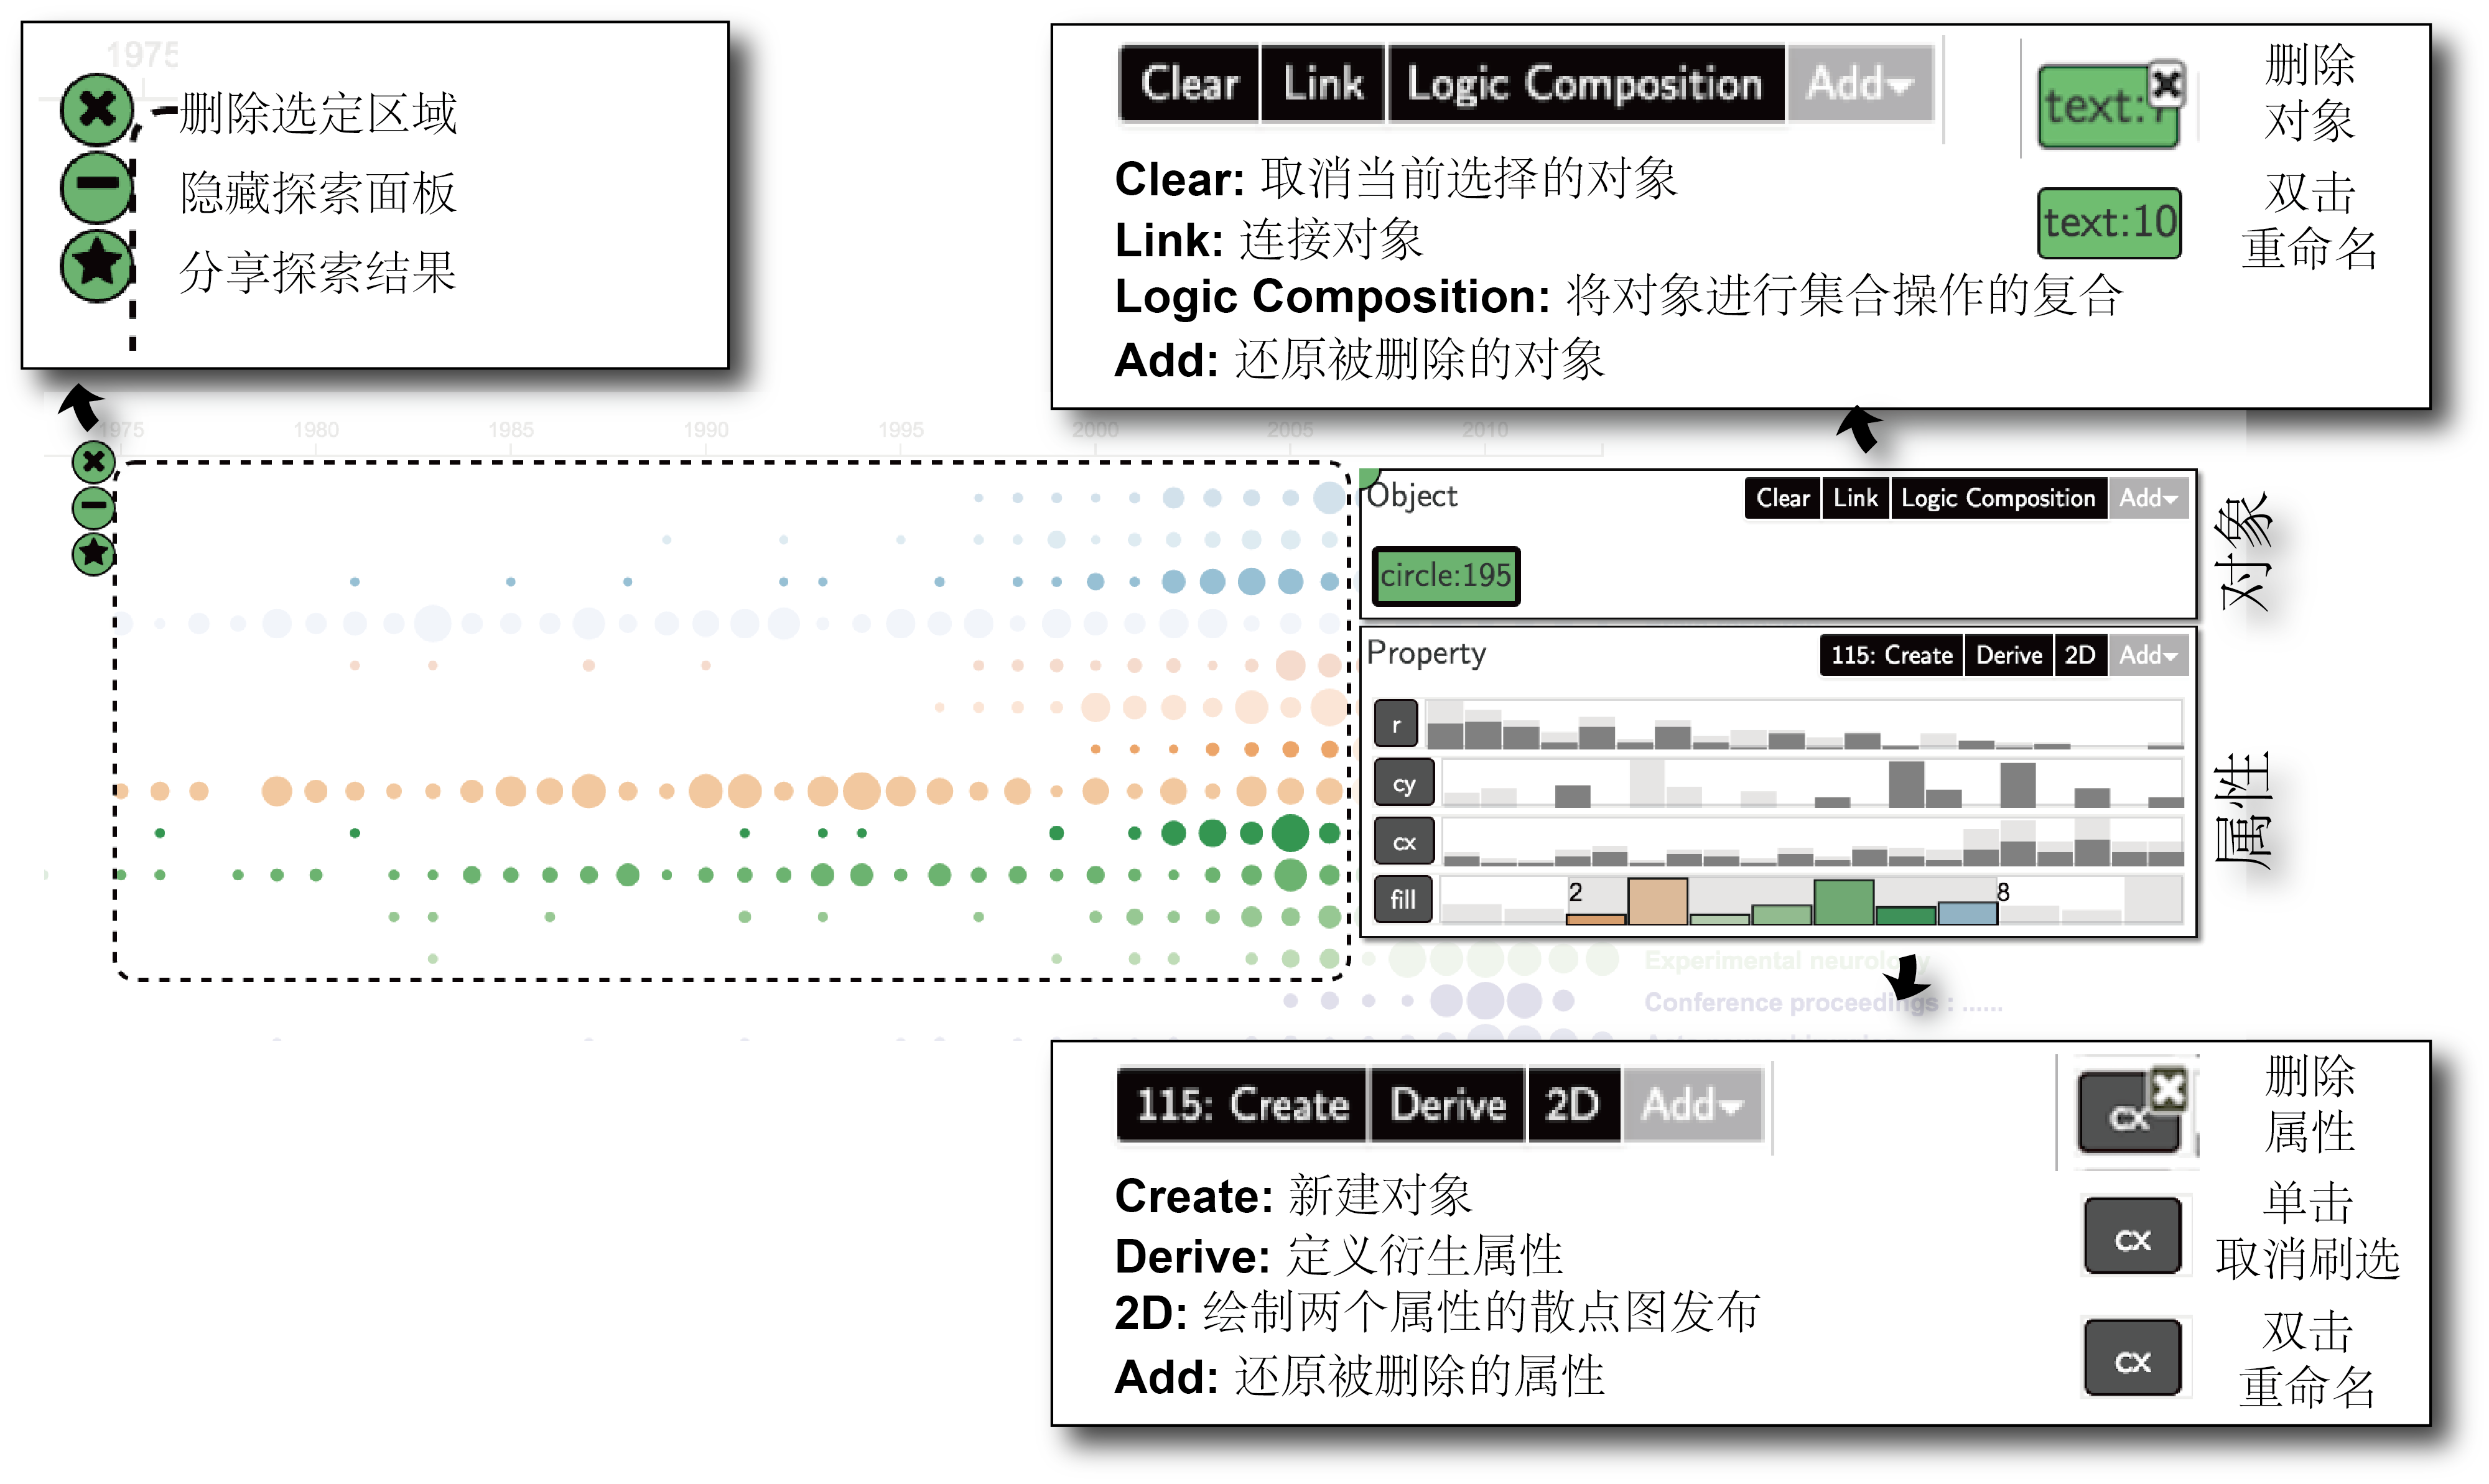 1975
删除选定区域
隐藏探索面板
分享探索结果
Clear Link Logic Composition Add
Clear: 取消当前选择的对象
Link: 连接对象
Logic Composition: 将对象进行集合操作的复合
Add: 还原被删除的对象
删除
对象
text:10
双击
重命名
1975 1980 1985 1990 1995 2000 2005 2010
Object
Clear Link Logic Composition Add
circle:195
对象
Property
115: Create Derive 2D Add
r
cy
cx
fill
2 8
属性
Experimental neurology
Conference proceedings : ......
115: Create Derive 2D Add
Create: 新建对象
Derive: 定义衍生属性
2D: 绘制两个属性的散点图发布
Add: 还原被删除的属性
cx
删除
属性
cx
单击
取消刷选
cx
双击
重命名